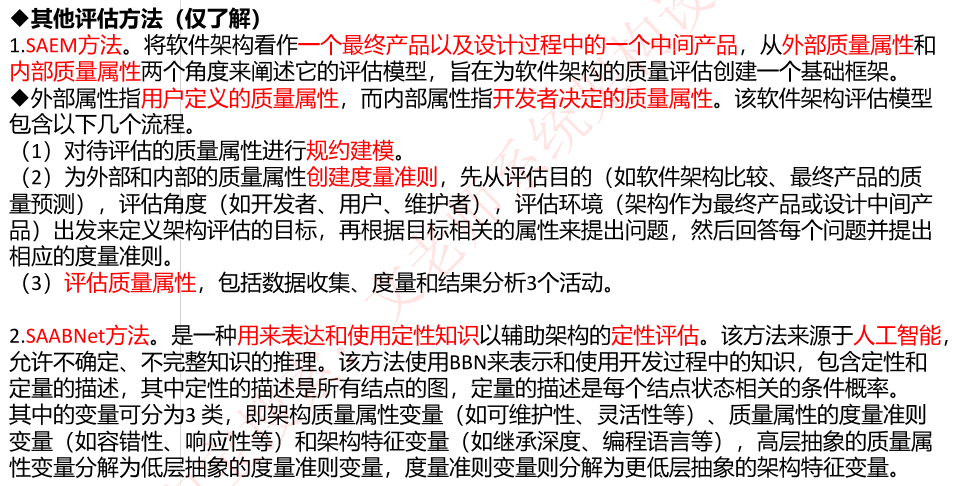 ◆其他评估方法（仅了解）
1.SAEM方法。将软件架构看作一个最终产品以及设计过程中的一个中间产品，从外部质量属性和
内部质量属性两个角度来阐述它的评估模型，旨在为软件架构的质量评估创建一个基础框架。
◆外部属性指用户定义的质量属性，而内部属性指开发者决定的质量属性。该软件架构评估模型
包含以下几个流程。
（1）对待评估的质量属性进行规约建模。
（2）为外部和内部的质量属性创建度量准则，先从评估目的（如软件架构比较、最终产品的质
量预测），评估角度（如开发者、用户、维护者），评估环境（架构作为最终产品或设计中间产
品）出发来定义架构评估的目标，再根据目标相关的属性来提出问题，然后回答每个问题并提出
相应的度量准则。
（3）评估质量属性，包括数据收集、度量和结果分析3个活动。
2.SAABNet方法。是一种用来表达和使用定性知识以辅助架构的定性评估。该方法来源于人工智能，
允许不确定、不完整知识的推理。该方法使用BBN来表示和使用开发过程中的知识，包含定性和
定量的描述，其中定性的描述是所有结点的图，定量的描述是每个结点状态相关的条件概率。
其中的变量可分为3 类，即架构质量属性变量（如可维护性、灵活性等）、质量属性的度量准则
变量（如容错性、响应性等）和架构特征变量（如继承深度、编程语言等），高层抽象的质量属
性变量分解为低层抽象的度量准则变量，度量准则变量则分解为更低层抽象的架构特征变量。
文老师系统架构设